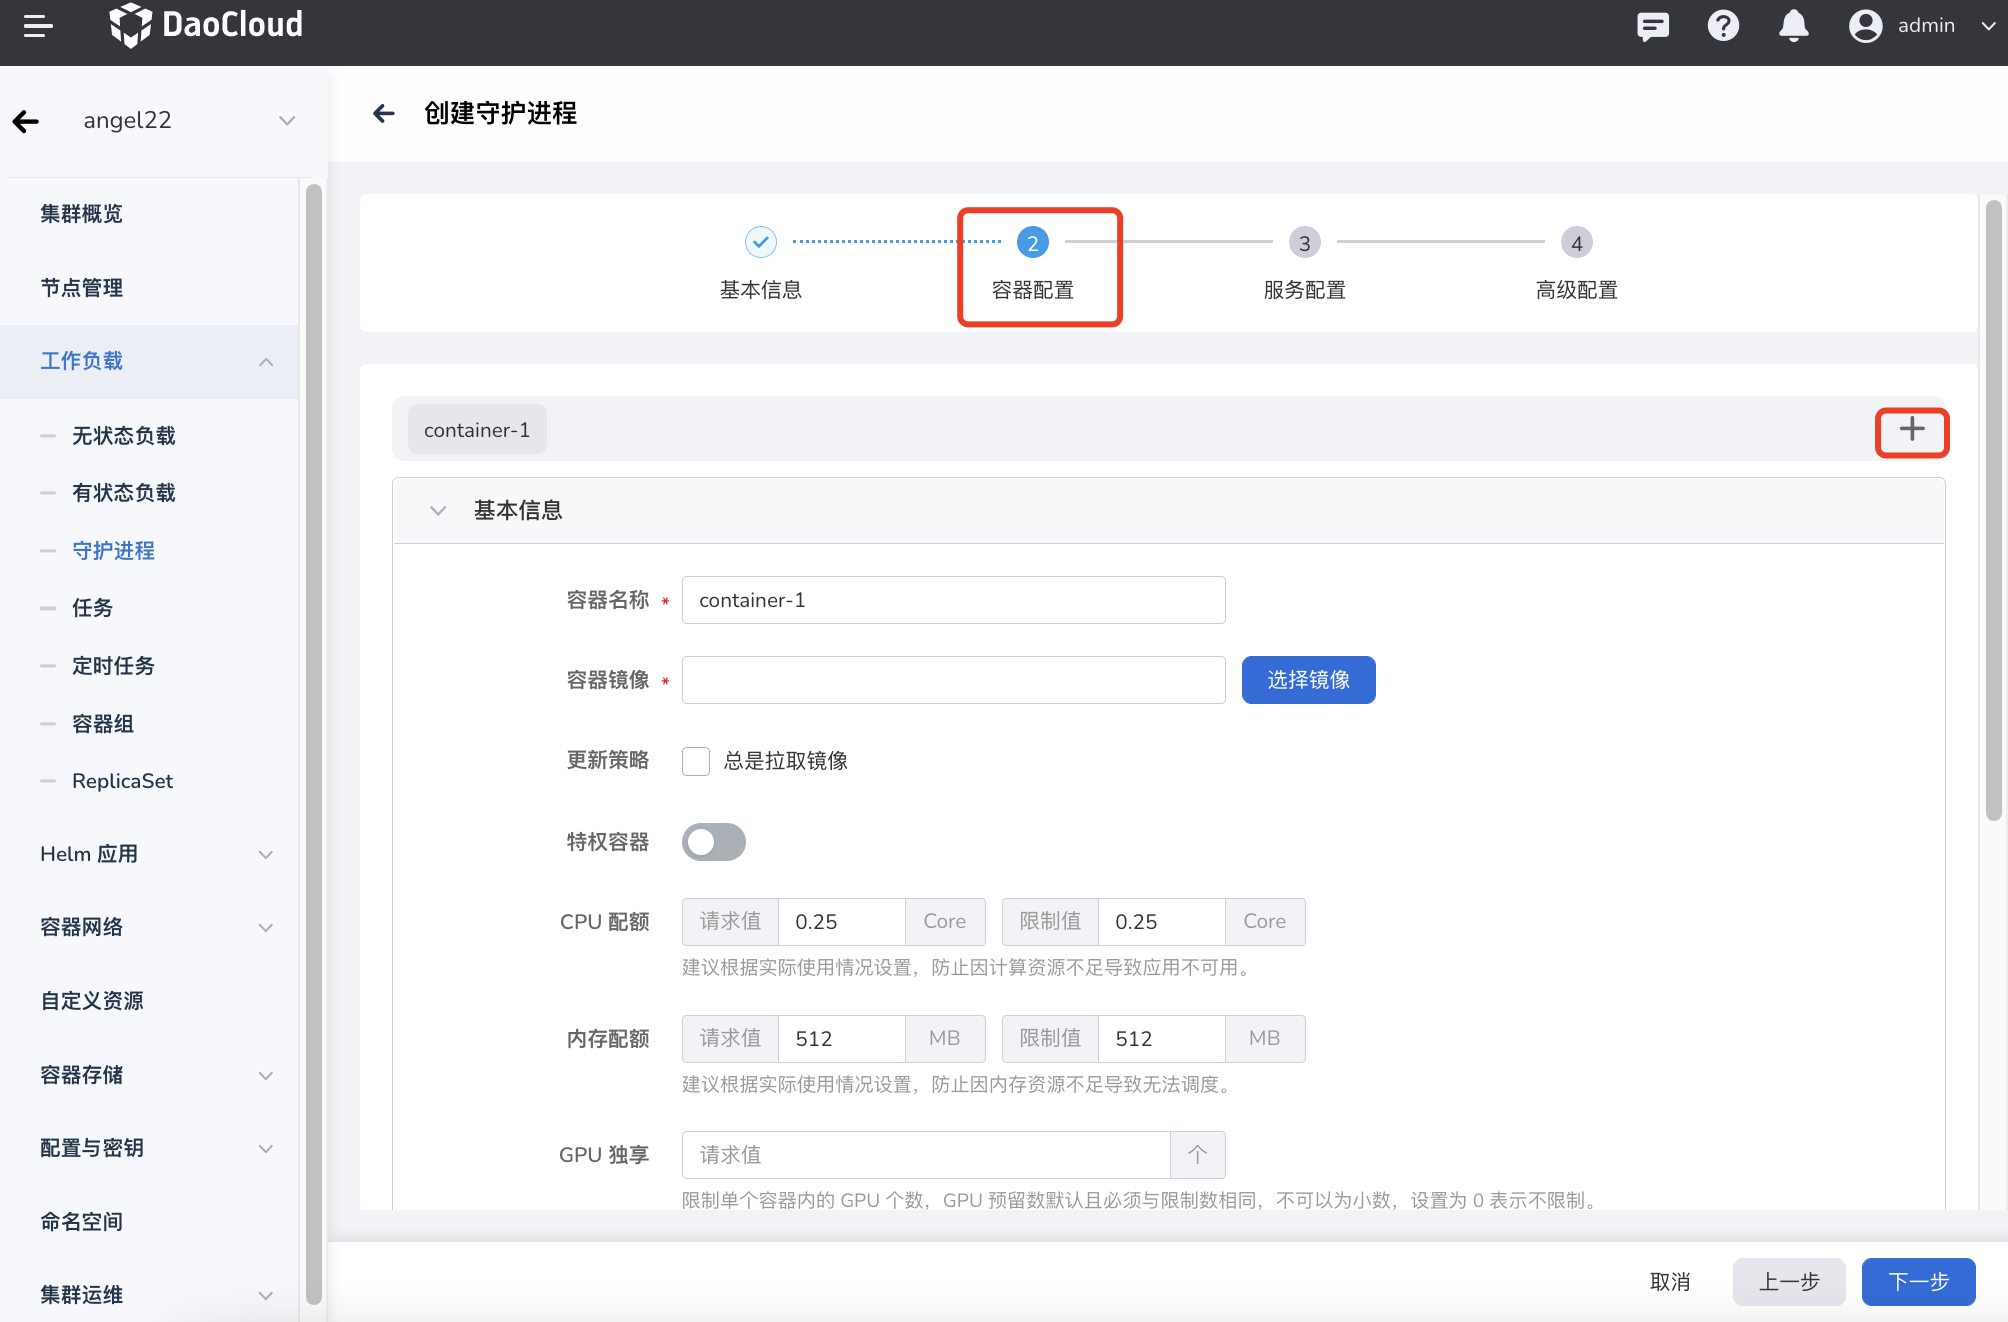 DaoCloud
admin
angel22
创建守护进程
集群概览
节点管理
工作负载
无状态负载
有状态负载
守护进程
任务
定时任务
容器组
ReplicaSet
Helm 应用
容器网络
自定义资源
容器存储
配置与密钥
命名空间
集群运维
2 3 4
基本信息 容器配置 服务配置 高级配置
container-1
基本信息
容器名称 * container-1
容器镜像 * 选择镜像
更新策略 总是拉取镜像
特权容器
CPU 配额 请求值 0.25 Core 限制值 0.25 Core
建议根据实际使用情况设置，防止因计算资源不足导致应用不可用。
内存配额 请求值 512 MB 限制值 512 MB
建议根据实际使用情况设置，防止因内存资源不足导致无法调度。
GPU 独享 请求值 个
限制单个容器内的 GPU 个数，GPU 预留数默认且必须与限制数相同，不可以为小数，设置为 0 表示不限制。
取消 上一步 下一步